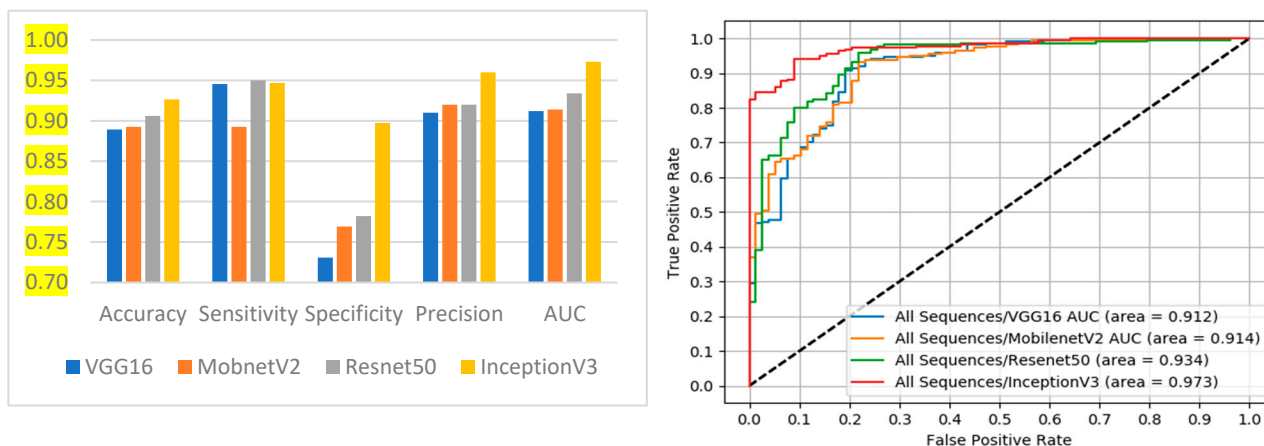 1.00
0.95
0.90
0.85
0.80
0.75
0.70
Accuracy Sensitivity Specificity Precision AUC
VGG16 MobnetV2 Resnet50 InceptionV3
True Positive Rate
1.0
0.9
0.8
0.7
0.6
0.5
0.4
0.3
0.2
0.1
0.0
All Sequences/VGG16 AUC (area = 0.912)
All Sequences/MobilenetV2 AUC (area = 0.914)
All Sequences/Resenet50 (area = 0.934)
All Sequences/InceptionV3 (area = 0.973)
0.0 0.1 0.2 0.3 0.4 0.5 0.6 0.7 0.8 0.9 1.0
False Positive Rate